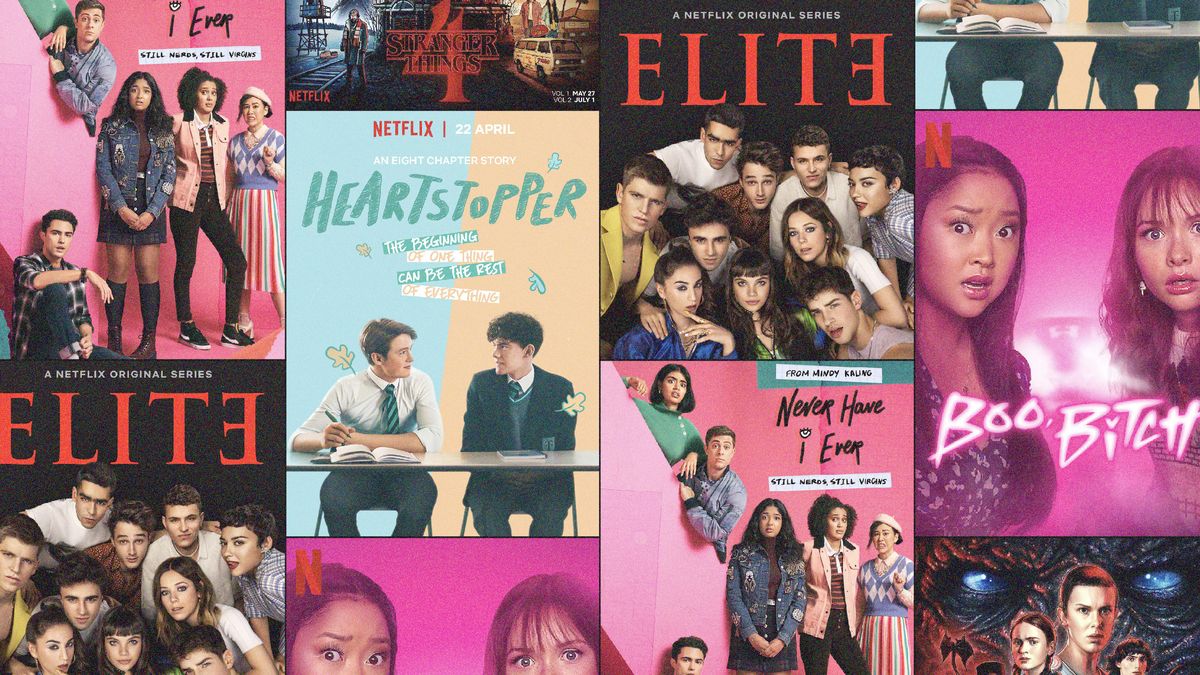 i Ever
STILL NERDS, STILL VIRGINS
A NETFLIX ORIGINAL SERIES
ELITE
STRANGER
THINGS
4
NETFLIX
VOL 1 MAY 27
VOL 2 JULY 1
NETFLIX | 22 APRIL
AN EIGHT CHAPTER STORY
HEARTSTOPPER
THE BEGINNING
OF ONE THING
CAN BE THE REST
OF EVERYTHING
N
A NETFLIX ORIGINAL SERIES
ELITE
FROM MINDY KALING
Never Have
i Ever
STILL NERDS, STILL VIRGINS
N
BOO, BITCH